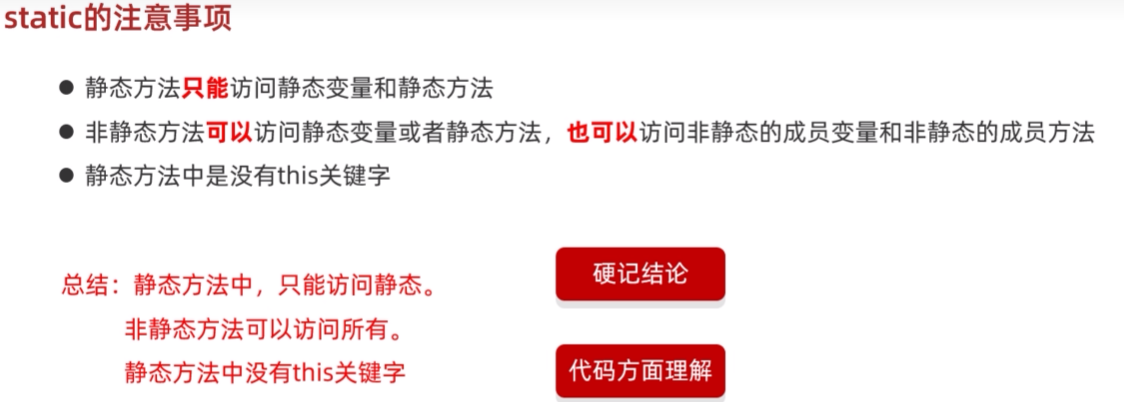 static的注意事项
● 静态方法只能访问静态变量和静态方法
● 非静态方法可以访问静态变量或者静态方法，也可以访问非静态的成员变量和非静态的成员方法
● 静态方法中是没有this关键字
总结：静态方法中，只能访问静态。
非静态方法可以访问所有。
静态方法中没有this关键字
硬记结论
代码方面理解